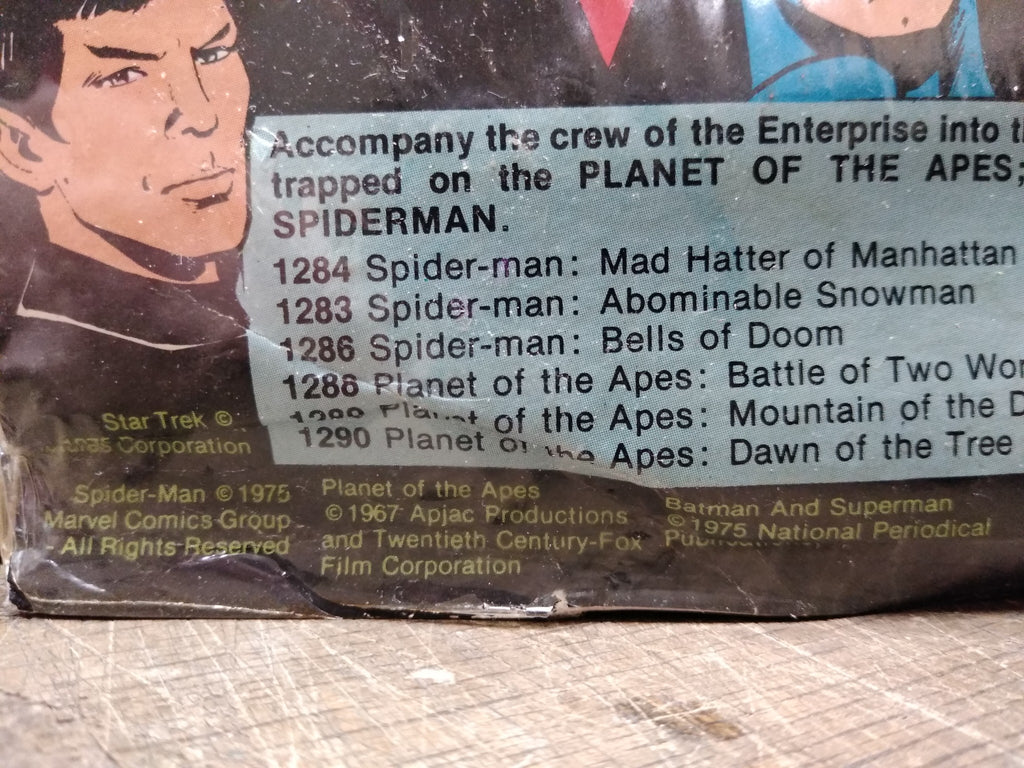 Accompany the crew of the Enterprise into
trapped on the PLANET OF THE APES;
SPIDERMAN.
1284 Spider-man: Mad Hatter of Manhattan
1283 Spider-man: Abominable Snowman
1286 Spider-man: Bells of Doom
1288 Planet of the Apes: Battle of Two
Planet of the Apes: Mountain of the
1290 Planet of the Apes: Dawn of the Tree
Star Trek ©
Corporation
Spider-Man © 1975
Marvel Comics Group
All Rights Reserved
Planet of the Apes
© 1967 Apjac Productions
and Twentieth Century-Fox
Film Corporation
Batman And Superman
© 1975 National Periodical